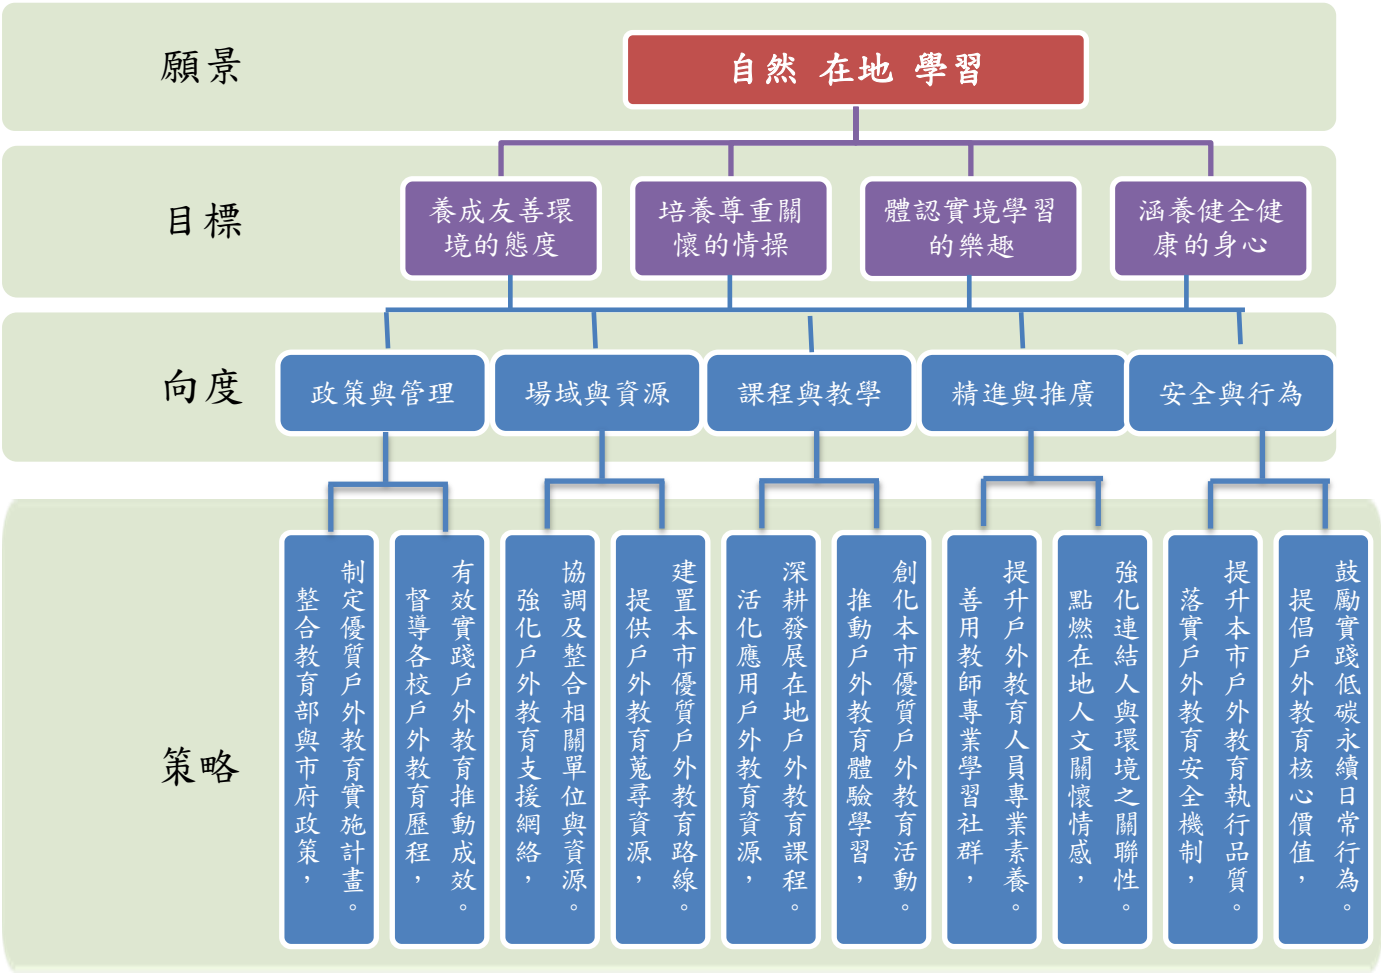 願景
自然 在地 學習
目標
養成友善環
境的態度
培養尊重關
懷的情操
體認實境學習
的樂趣
涵養健全健
康的身心
向度
政策與管理
場域與資源
課程與教學
精進與推廣
安全與行為
策略
整合教育部與市府政策，
制定優質戶外教育實施計畫。
督導各校戶外教育歷程，
有效實踐戶外教育推動成效。
強化戶外教育支援網絡，
協調及整合相關單位與資源。
提供戶外教育蒐尋資源，
建置本市優質戶外教育路線。
活化應用戶外教育資源，
深耕發展在地戶外教育課程。
推動戶外教育體驗學習，
創化本市優質戶外教育活動。
善用教師專業學習社群，
提升戶外教育人員專業素養。
點燃在地人文關懷情感，
強化連結人與環境之關聯性。
落實戶外教育安全機制，
提升本市戶外教育執行品質。
提倡戶外教育核心價值，
鼓勵實踐低碳永續日常行為。